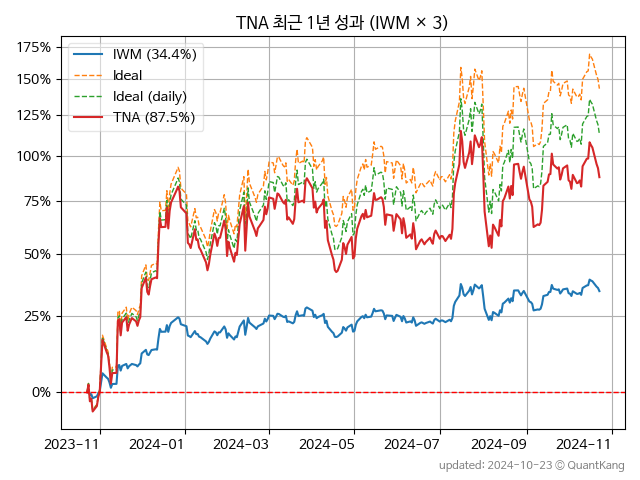 TNA 최근 1년 성과 (IWM × 3)
IWM (34.4%)
Ideal
Ideal (daily)
TNA (87.5%)
175%
150%
125%
100%
75%
50%
25%
0%
2023-11 2024-01 2024-03 2024-05 2024-07 2024-09 2024-11
updated: 2024-10-23 © QuantKang